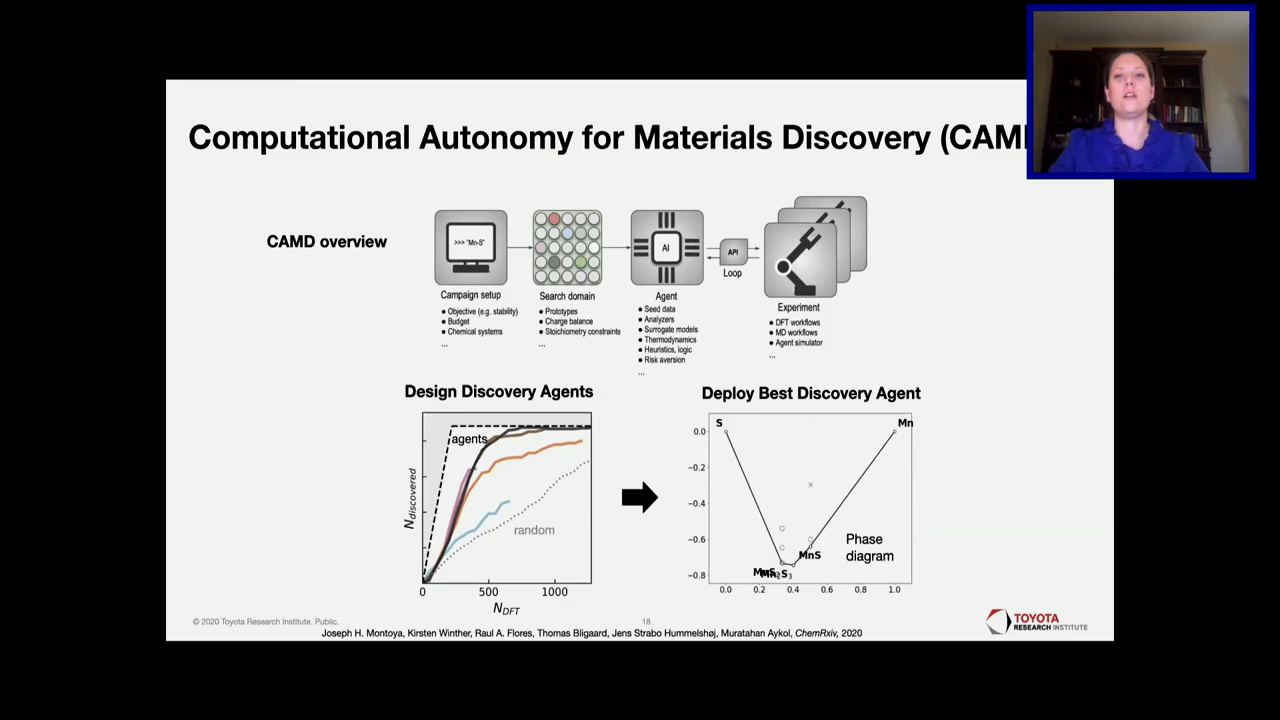 Computational Autonomy for Materials Discovery (CAM
CAMD overview
>>> "Mn-S"
AI
API
Loop
Campaign setup
● Objective (e.g. stability)
● Budget
● Chemical systems
...
Search domain
● Prototypes
● Charge balance
● Stoichiometry constraints
...
Agent
● Seed data
● Analyzers
● Surrogate models
● Thermodynamics
● Heuristics, logic
● Risk aversion
...
Experiment
● DFT workflows
● MD workflows
● Agent simulator
...
Design Discovery Agents
agents
random
N_discovered
0 500 1000
N_DFT
Deploy Best Discovery Agent
S
Mn
0.0
−0.2
−0.4
−0.6
−0.8
MnS
Phase
diagram
0.0 0.2 0.4 0.6 0.8 1.0
© 2020 Toyota Research Institute. Public.
18
TOYOTA
RESEARCH INSTITUTE
Joseph H. Montoya, Kirsten Winther, Raul A. Flores, Thomas Bligaard, Jens Strabo Hummelshøj, Muratahan Aykol, ChemRxiv, 2020